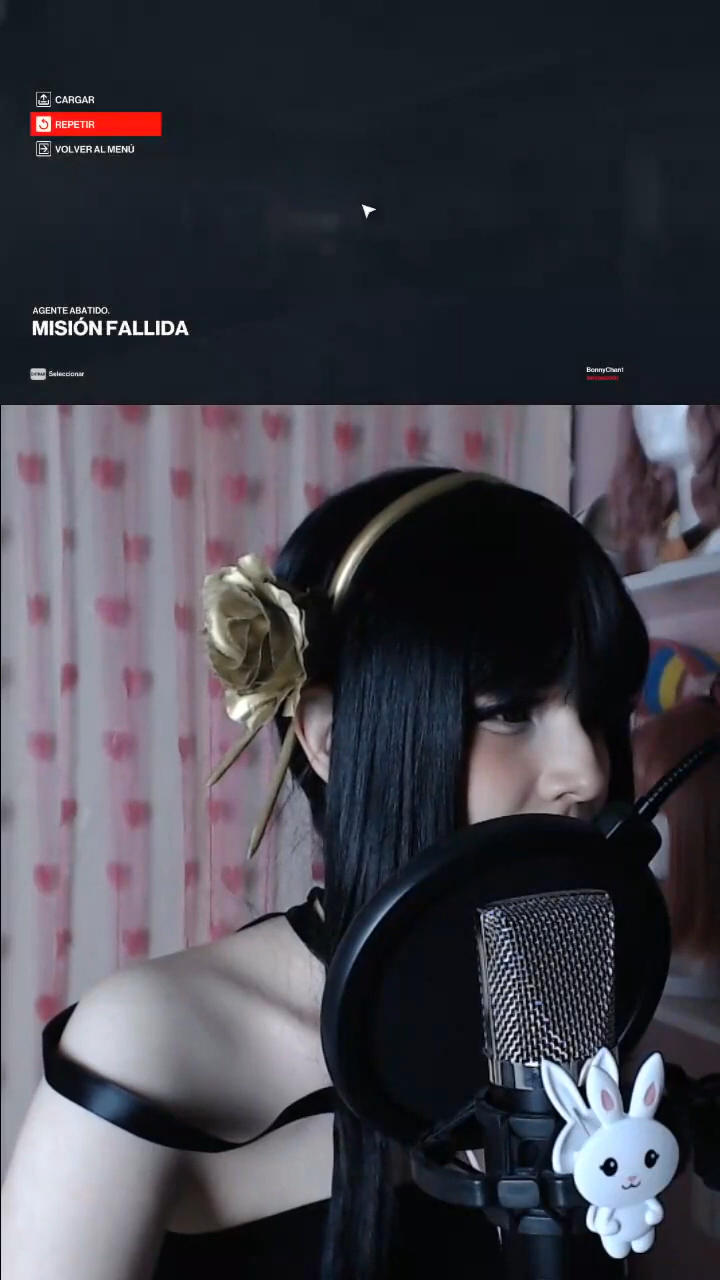 CARGAR
REPETIR
VOLVER AL MENÚ
AGENTE ABATIDO.
MISIÓN FALLIDA
Seleccionar
BonnyChan1